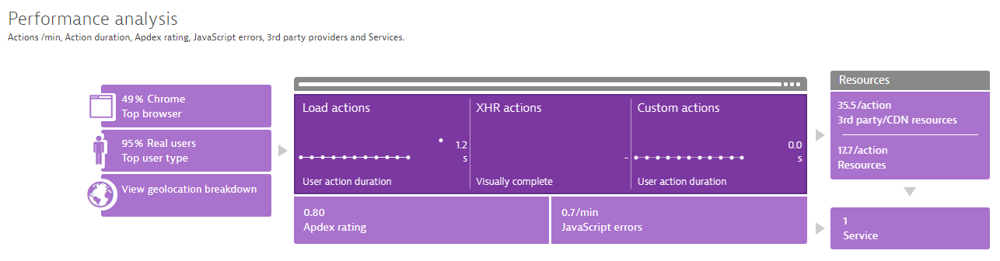 Performance analysis
Actions /min, Action duration, Apdex rating, JavaScript errors, 3rd party providers and Services.
49% Chrome
Top browser
95% Real users
Top user type
View geolocation breakdown
Load actions
1.2
s
User action duration
XHR actions
–
Visually complete
Custom actions
0.0
s
User action duration
0.80
Apdex rating
0.7/min
JavaScript errors
Resources
35.5/action
3rd party/CDN resources
17.7/action
Resources
1
Service